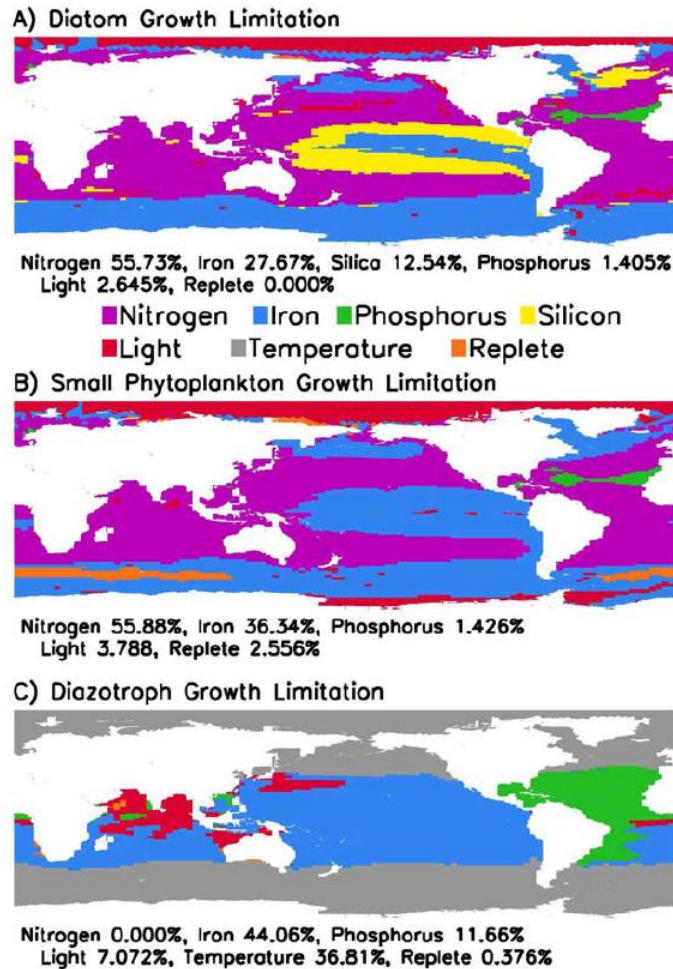 A) Diatom Growth Limitation
Nitrogen 55.73%, Iron 27.67%, Silica 12.54%, Phosphorus 1.405%
Light 2.645%, Replete 0.000%
Nitrogen Iron Phosphorus Silicon
Light Temperature Replete
B) Small Phytoplankton Growth Limitation
Nitrogen 55.88%, Iron 36.34%, Phosphorus 1.426%
Light 3.788, Replete 2.556%
C) Diazotroph Growth Limitation
Nitrogen 0.000%, Iron 44.06%, Phosphorus 11.66%
Light 7.072%, Temperature 36.81%, Replete 0.376%